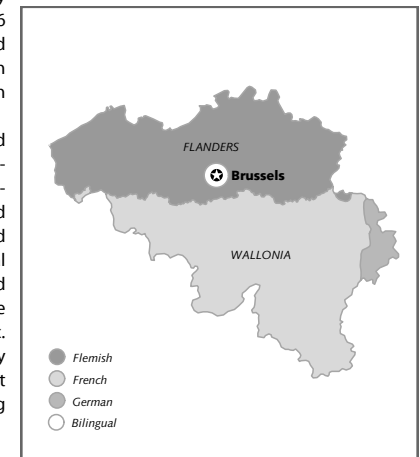 FLANDERS
Brussels
WALLONIA
Flemish
French
German
Bilingual